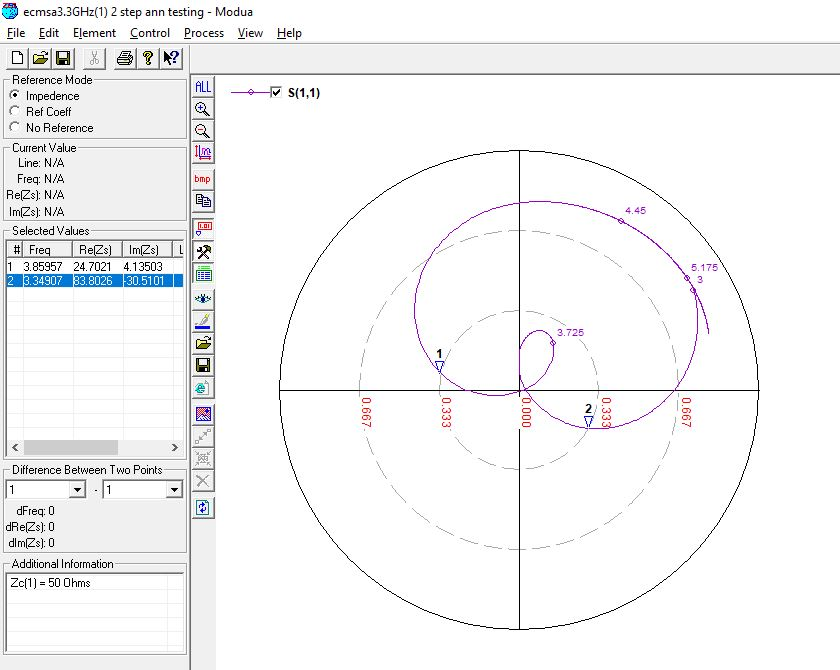 ecmsa3.3GHz(1) 2 step ann testing - Modua
File Edit Element Control Process View Help
Reference Mode
Impedence
Ref Coeff
No Reference
Current Value
Line: N/A
Freq: N/A
Re(Zs): N/A
Im(Zs): N/A
Selected Values
# Freq Re(Zs) Im(Zs) L
1 3.85957 24.7021 4.13503
2 3.34907 83.8026 -30.5101
Difference Between Two Points
1 - 1
dFreq: 0
dRe(Zs): 0
dIm(Zs): 0
Additional Information
Zc(1) = 50 Ohms
ALL
bmp
1.01
S(1,1)
4.45
5.175
3
3.725
1
2
0.667
0.333
0.000
0.333
0.667